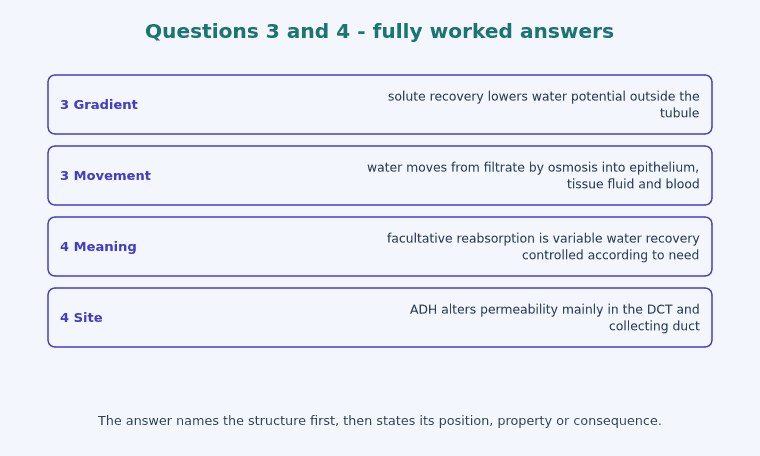 Questions 3 and 4 - fully worked answers
3 Gradient
solute recovery lowers water potential outside the
tubule
3 Movement
water moves from filtrate by osmosis into epithelium,
tissue fluid and blood
4 Meaning
facultative reabsorption is variable water recovery
controlled according to need
4 Site
ADH alters permeability mainly in the DCT and
collecting duct
The answer names the structure first, then states its position, property or consequence.